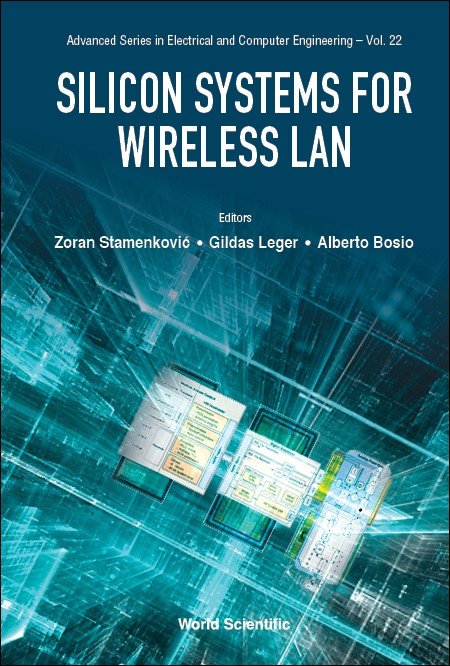 Advanced Series in Electrical and Computer Engineering – Vol. 22
SILICON SYSTEMS FOR
WIRELESS LAN
Editors
Zoran Stamenković • Gildas Leger • Alberto Bosio
World Scientific